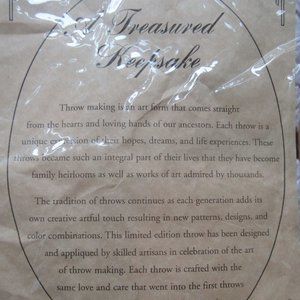 A Treasured
Keepsake
Throw making is an art form that comes straight
from the hearts and loving hands of our ancestors. Each throw is a
unique expression of their hopes, dreams, and life experiences. These
throws became such an integral part of their lives that they have become
family heirlooms as well as works of art admired by thousands.
The tradition of throws continues as each generation adds its
own creative artful touch resulting in new patterns, designs, and
color combinations. This limited edition throw has been designed
and appliqued by skilled artisans in celebration of the art
of throw making. Each throw is crafted with the
same love and care that went into the first throws